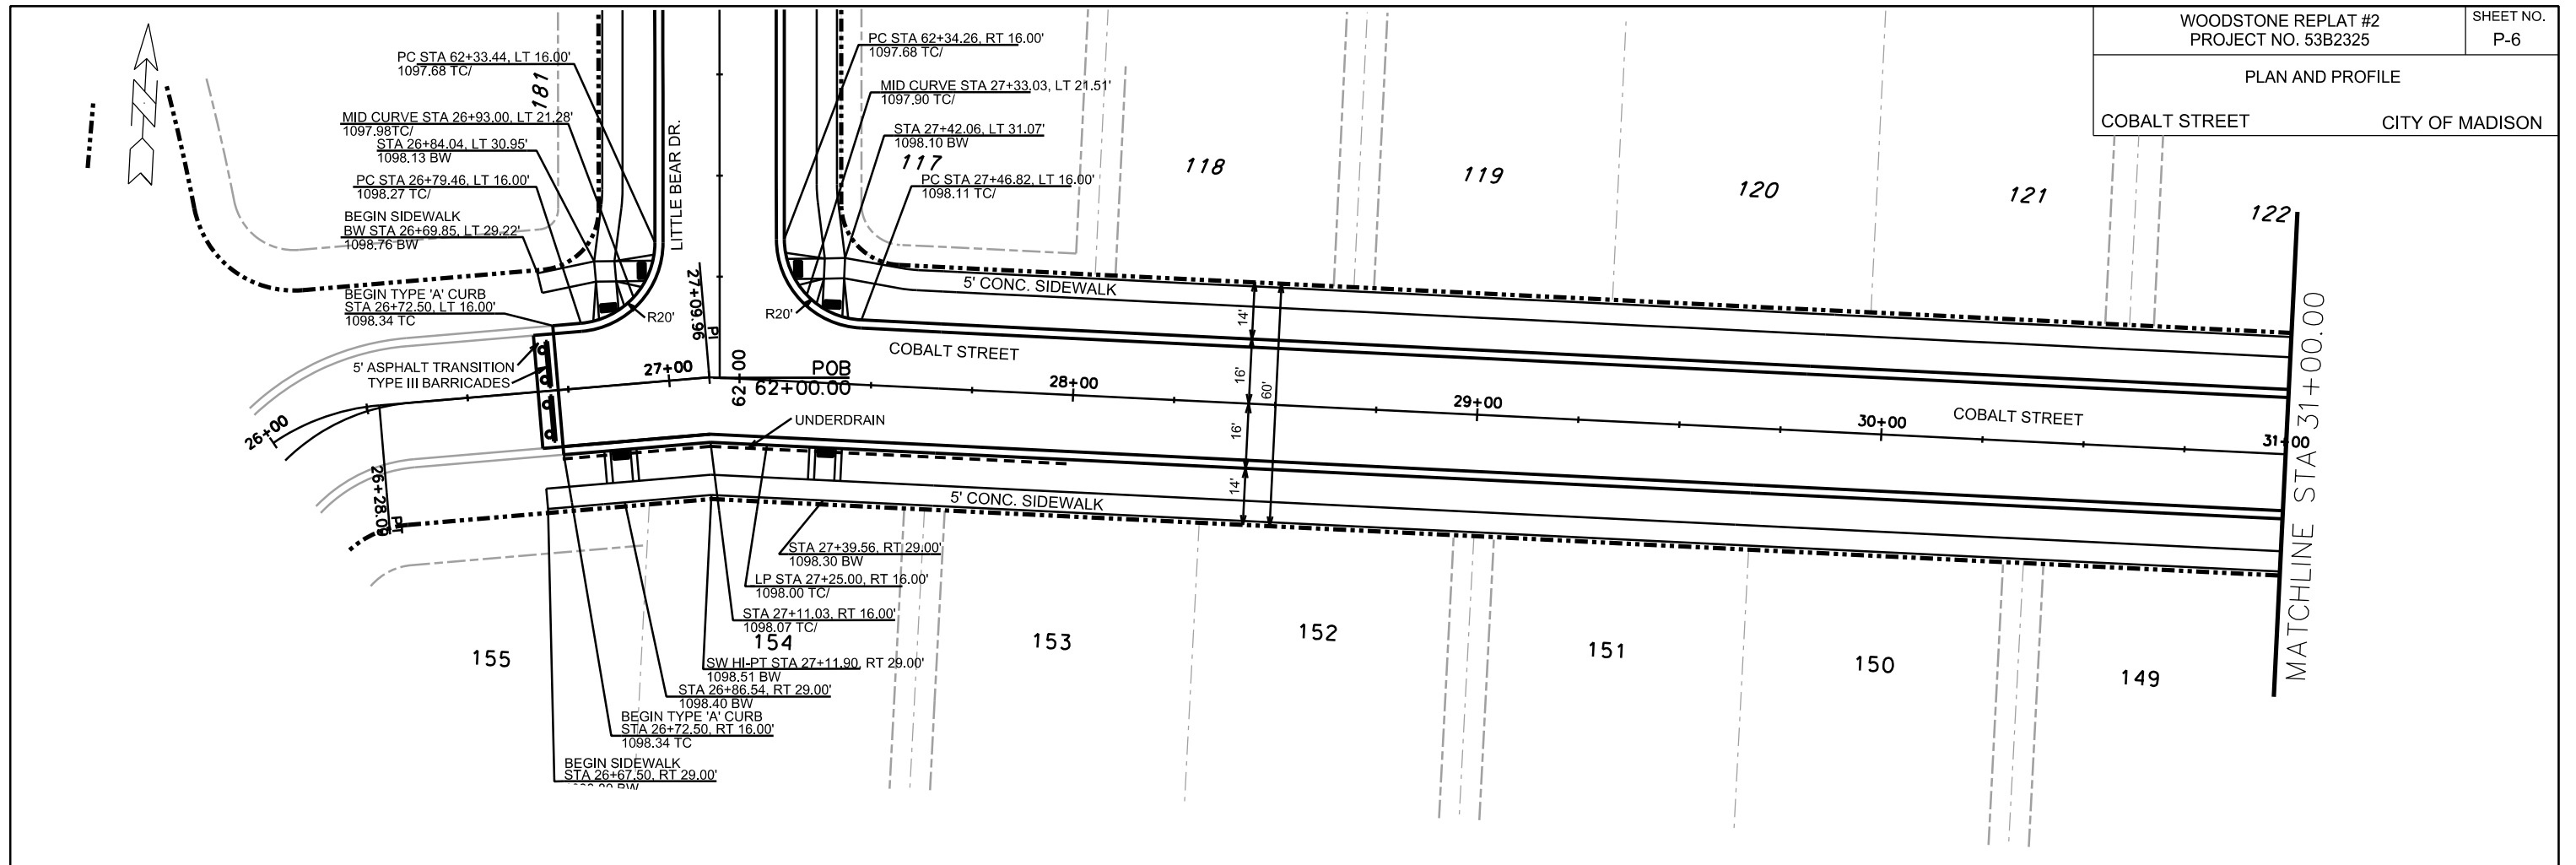 WOODSTONE REPLAT #2
PROJECT NO. 53B2325
SHEET NO.
P-6
PLAN AND PROFILE
COBALT STREET
CITY OF MADISON
PC STA 62+33.44, LT 16.00'
1097.68 TC/
181
MID CURVE STA 26+93.00, LT 21.28'
1097.98TC/
STA 26+84.04, LT 30.95'
1098.13 BW
PC STA 26+79.46, LT 16.00'
1098.27 TC/
BEGIN SIDEWALK
BW STA 26+69.85, LT 29.22'
1098.76 BW
BEGIN TYPE 'A' CURB
STA 26+72.50, LT 16.00'
1098.34 TC
5' ASPHALT TRANSITION
TYPE III BARRICADES
LITTLE BEAR DR.
PC STA 62+34.26, RT 16.00'
1097.68 TC/
MID CURVE STA 27+33.03, LT 21.51'
1097.90 TC/
STA 27+42.06, LT 31.07'
1098.10 BW
117
PC STA 27+46.82, LT 16.00'
1098.11 TC/
118
119
120
121
122
R20'
R20'
27+09.96
PI
5' CONC. SIDEWALK
14'
16'
60'
16'
14'
COBALT STREET
26+00
27+00
62+00
POB
62+00.00
28+00
29+00
30+00
31+00
COBALT STREET
UNDERDRAIN
26+28.05
PT
5' CONC. SIDEWALK
MATCHLINE STA 31+00.00
STA 27+39.56, RT 29.00'
1098.30 BW
LP STA 27+25.00, RT 16.00'
1098.00 TC/
STA 27+11.03, RT 16.00'
1098.07 TC/
155
154
153
152
151
150
149
SW HI-PT STA 27+11.90, RT 29.00'
1098.51 BW
STA 26+86.54, RT 29.00'
1098.40 BW
BEGIN TYPE 'A' CURB
STA 26+72.50, RT 16.00'
1098.34 TC
BEGIN SIDEWALK
STA 26+67.50, RT 29.00'
BW